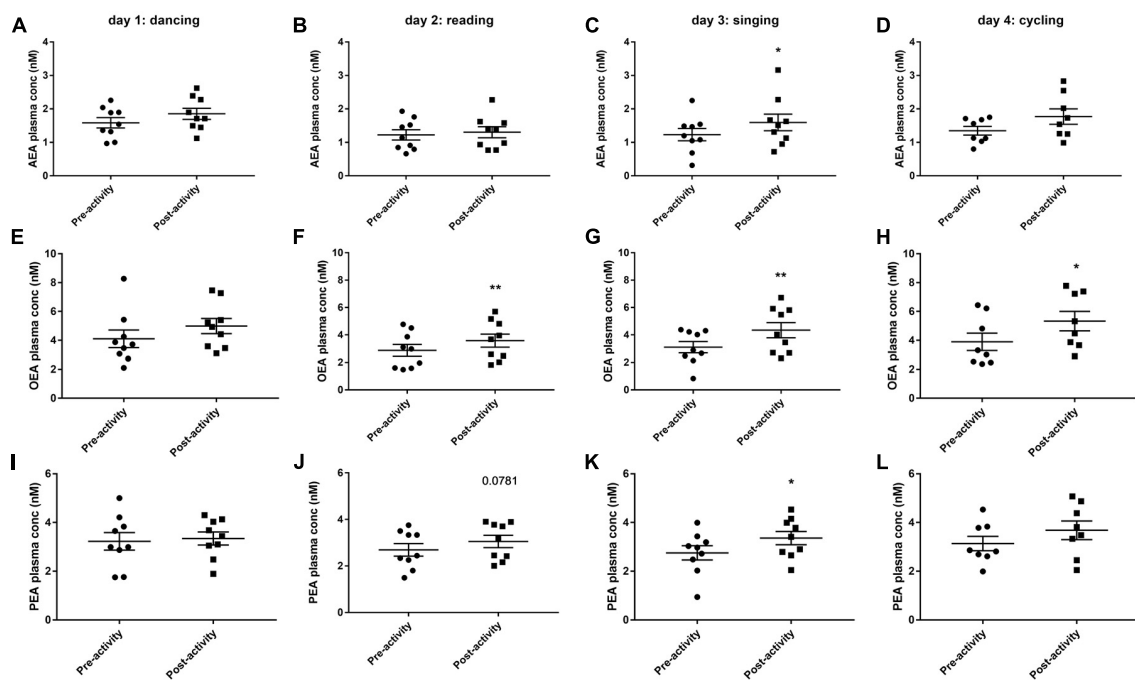 day 1: dancing
day 2: reading
day 3: singing
day 4: cycling
A
AEA plasma conc (nM)
4
3
2
1
0
Pre-activity
Post-activity
B
AEA plasma conc (nM)
4
3
2
1
0
Pre-activity
Post-activity
C
AEA plasma conc (nM)
4
3
2
1
0
*
Pre-activity
Post-activity
D
AEA plasma conc (nM)
4
3
2
1
0
Pre-activity
Post-activity
E
OEA plasma conc (nM)
10
8
6
4
2
0
Pre-activity
Post-activity
F
OEA plasma conc (nM)
10
8
6
4
2
0
**
Pre-activity
Post-activity
G
OEA plasma conc (nM)
10
8
6
4
2
0
**
Pre-activity
Post-activity
H
OEA plasma conc (nM)
10
8
6
4
2
0
*
Pre-activity
Post-activity
I
PEA plasma conc (nM)
6
4
2
0
Pre-activity
Post-activity
J
PEA plasma conc (nM)
6
4
2
0
0.0781
Pre-activity
Post-activity
K
PEA plasma conc (nM)
6
4
2
0
*
Pre-activity
Post-activity
L
PEA plasma conc (nM)
6
4
2
0
Pre-activity
Post-activity